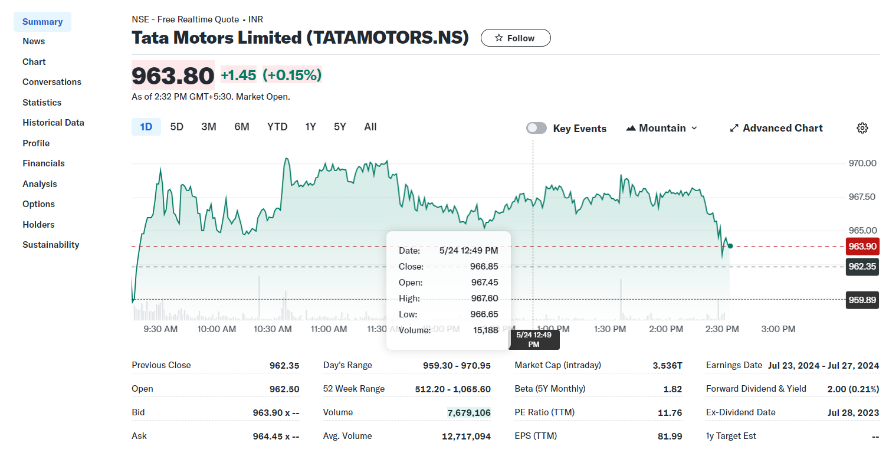 Summary
News
Chart
Conversations
Statistics
Historical Data
Profile
Financials
Analysis
Options
Holders
Sustainability
NSE - Free Realtime Quote • INR
Tata Motors Limited (TATAMOTORS.NS)
Follow
963.80 +1.45 (+0.15%)
As of 2:32 PM GMT+5:30. Market Open.
1D 5D 3M 6M YTD 1Y 5Y All
Key Events Mountain Advanced Chart
970.00
967.50
965.00
963.90
962.35
959.89
Date: 5/24 12:49 PM
Close: 966.85
Open: 967.45
High: 967.60
Low: 966.65
Volume: 15,188
9:30 AM 10:00 AM 10:30 AM 11:00 AM 11:30 PM 1:00 PM 1:30 PM 2:00 PM 2:30 PM 3:00 PM
5/24 12:49
PM
Previous Close 962.35
Open 962.50
Bid 963.90 x --
Ask 964.45 x --
Day's Range 959.30 - 970.95
52 Week Range 512.20 - 1,065.60
Volume 7,679,106
Avg. Volume 12,717,094
Market Cap (intraday) 3.536T
Beta (5Y Monthly) 1.82
PE Ratio (TTM) 11.76
EPS (TTM) 81.99
Earnings Date Jul 23, 2024 - Jul 27, 2024
Forward Dividend & Yield 2.00 (0.21%)
Ex-Dividend Date Jul 28, 2023
1y Target Est --